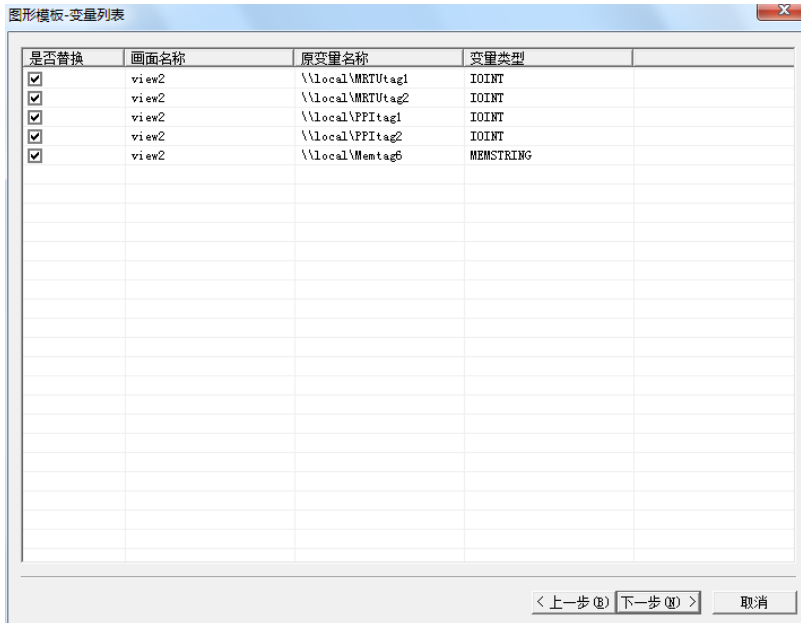 图形模板-变量列表
是否替换 画面名称 原变量名称 变量类型
view2 \\local\MRTUtag1 IOINT
view2 \\local\MRTUtag2 IOINT
view2 \\local\PPItag1 IOINT
view2 \\local\PPItag2 IOINT
view2 \\local\Memtag6 MEMSTRING
< 上一步(B) 下一步(N) > 取消